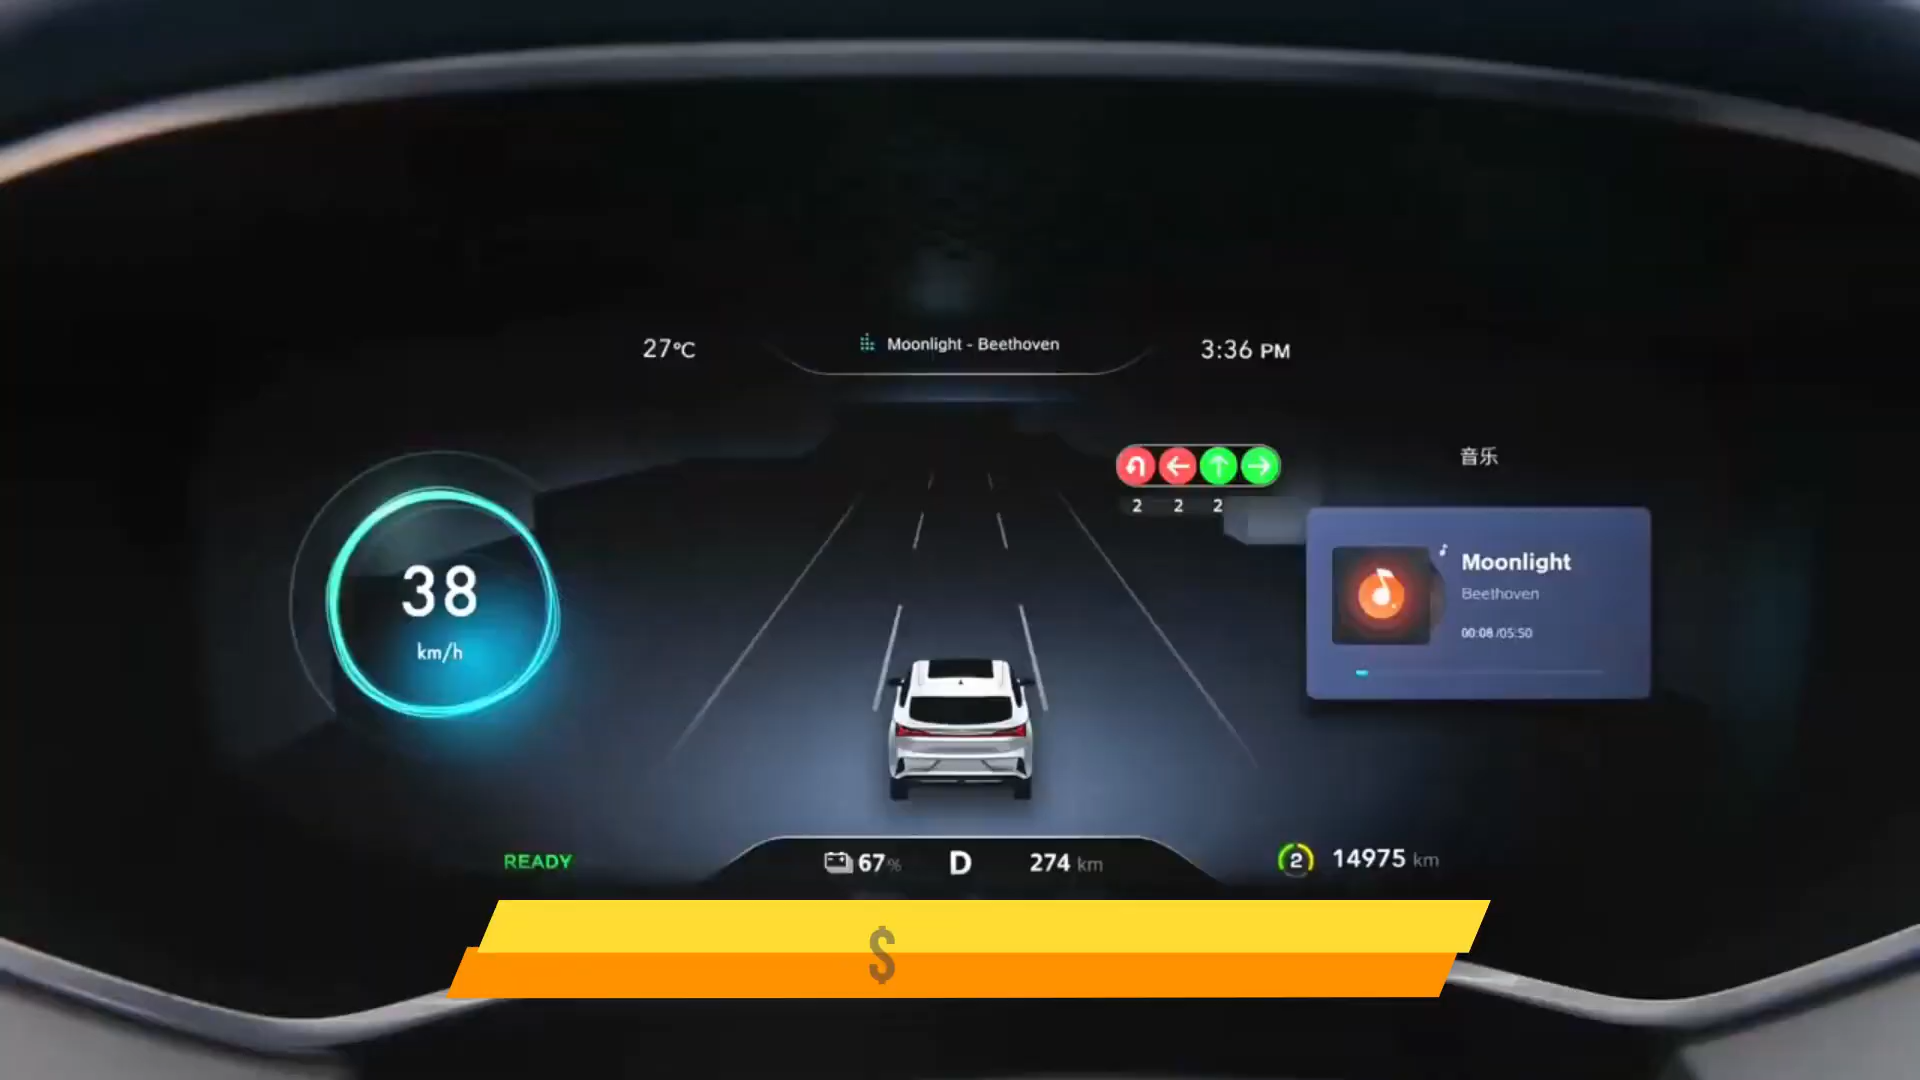 27°C
Moonlight - Beethoven
3:36 PM
2 2 2
音乐
38
km/h
Moonlight
Beethoven
00:08 /05:50
READY
67%
D
274 km
2
14975 km
$